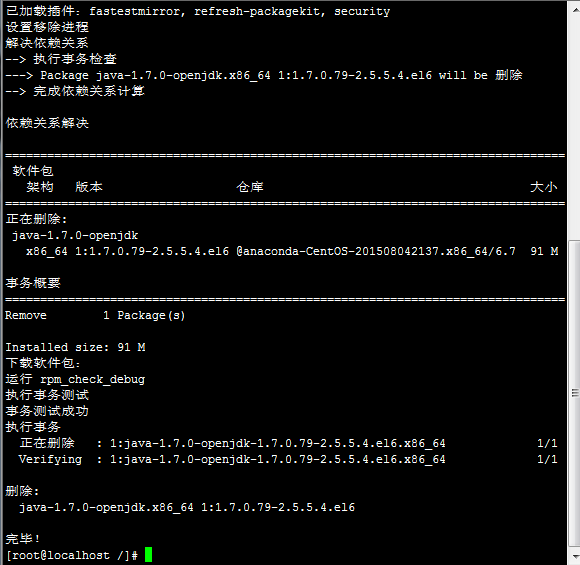 已加载插件: fastestmirror, refresh-packagekit, security
设置移除进程
解决依赖关系
--> 执行事务检查
---> Package java-1.7.0-openjdk.x86_64 1:1.7.0.79-2.5.5.4.el6 will be 删除
--> 完成依赖关系计算
依赖关系解决
================================================================================
软件包
架构 版本 仓库 大小
================================================================================
正在删除:
java-1.7.0-openjdk
x86_64 1:1.7.0.79-2.5.5.4.el6 @anaconda-CentOS-201508042137.x86_64/6.7 91 M
事务概要
================================================================================
Remove 1 Package(s)
Installed size: 91 M
下载软件包:
运行 rpm_check_debug
执行事务测试
事务测试成功
执行事务
正在删除 : 1:java-1.7.0-openjdk-1.7.0.79-2.5.5.4.el6.x86_64 1/1
Verifying : 1:java-1.7.0-openjdk-1.7.0.79-2.5.5.4.el6.x86_64 1/1
删除:
java-1.7.0-openjdk.x86_64 1:1.7.0.79-2.5.5.4.el6
完毕!
[root@localhost /]#